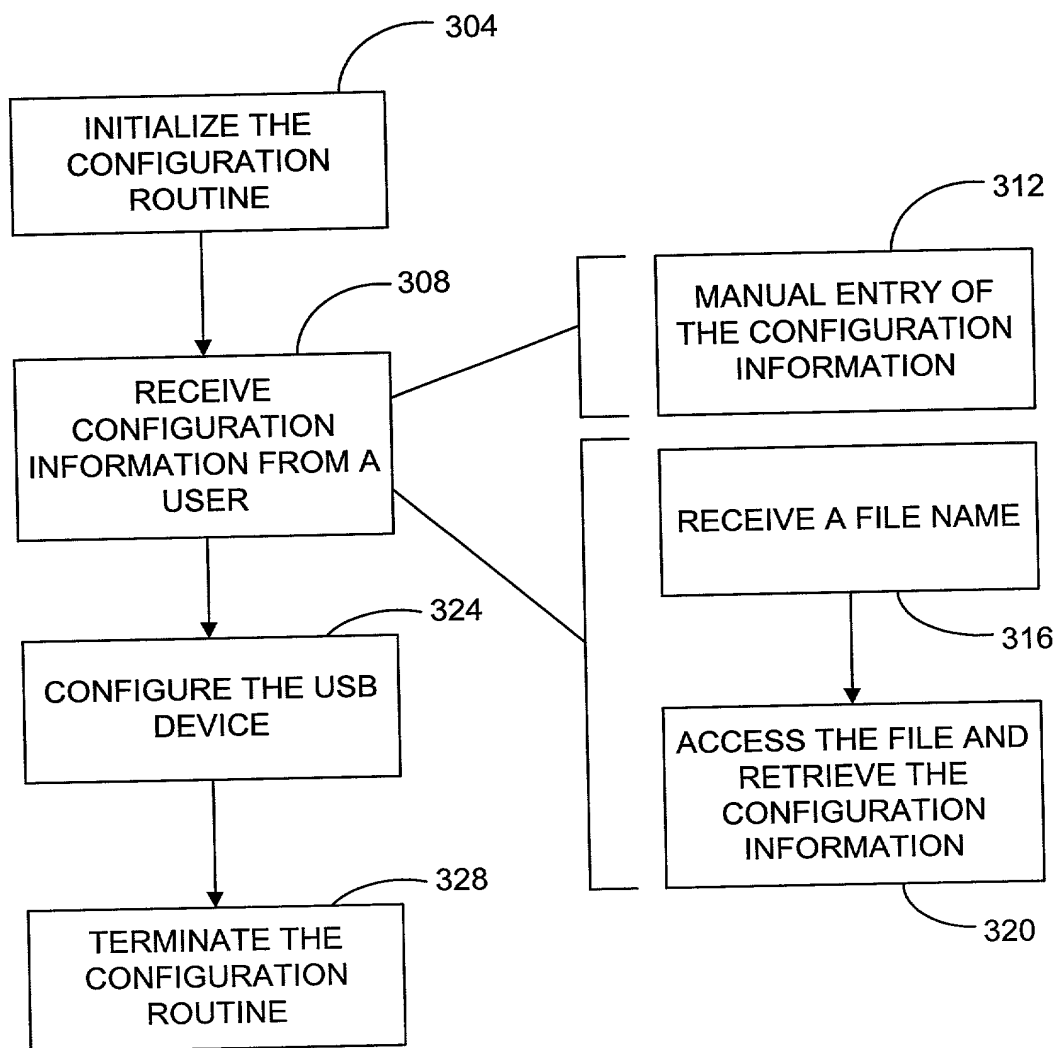 304
INITIALIZE THE
CONFIGURATION
ROUTINE
312
308
MANUAL ENTRY OF
THE CONFIGURATION
INFORMATION
RECEIVE
CONFIGURATION
INFORMATION FROM A
USER
RECEIVE A FILE NAME
316
324
CONFIGURE THE USB
DEVICE
ACCESS THE FILE AND
RETRIEVE THE
CONFIGURATION
INFORMATION
320
328
TERMINATE THE
CONFIGURATION
ROUTINE